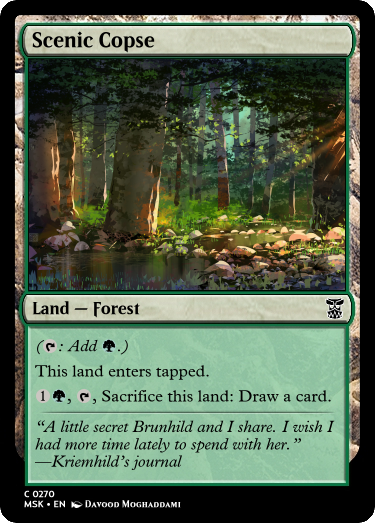 Scenic Copse
Land — Forest
(: Add .)
This land enters tapped.
1, , Sacrifice this land: Draw a card.
“A little secret Brunhild and I share. I wish I
had more time lately to spend with her.”
—Kriemhild’s journal
C 0270
MSK • EN Davood Moghaddami